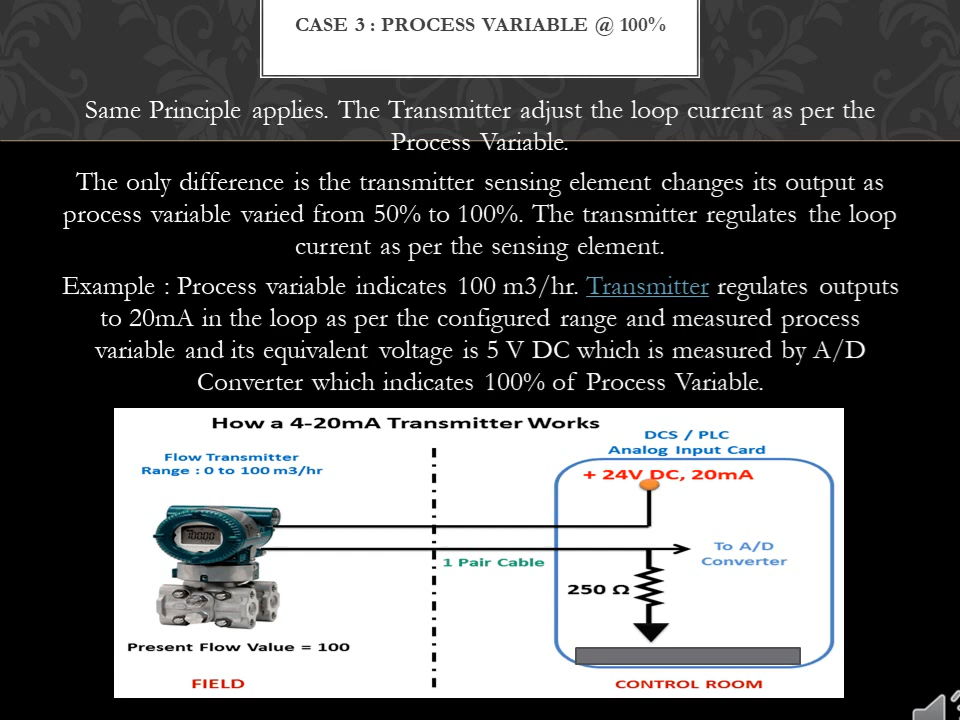 CASE 3 : PROCESS VARIABLE @ 100%
Same Principle applies. The Transmitter adjust the loop current as per the
Process Variable.
The only difference is the transmitter sensing element changes its output as
process variable varied from 50% to 100%. The transmitter regulates the loop
current as per the sensing element.
Example : Process variable indicates 100 m3/hr. Transmitter regulates outputs
to 20mA in the loop as per the configured range and measured process
variable and its equivalent voltage is 5 V DC which is measured by A/D
Converter which indicates 100% of Process Variable.
How a 4-20mA Transmitter Works
Flow Transmitter
Range : 0 to 100 m3/hr
DCS / PLC
Analog Input Card
+ 24V DC, 20mA
To A/D
Converter
1 Pair Cable
250 Ω
Present Flow Value = 100
FIELD
CONTROL ROOM